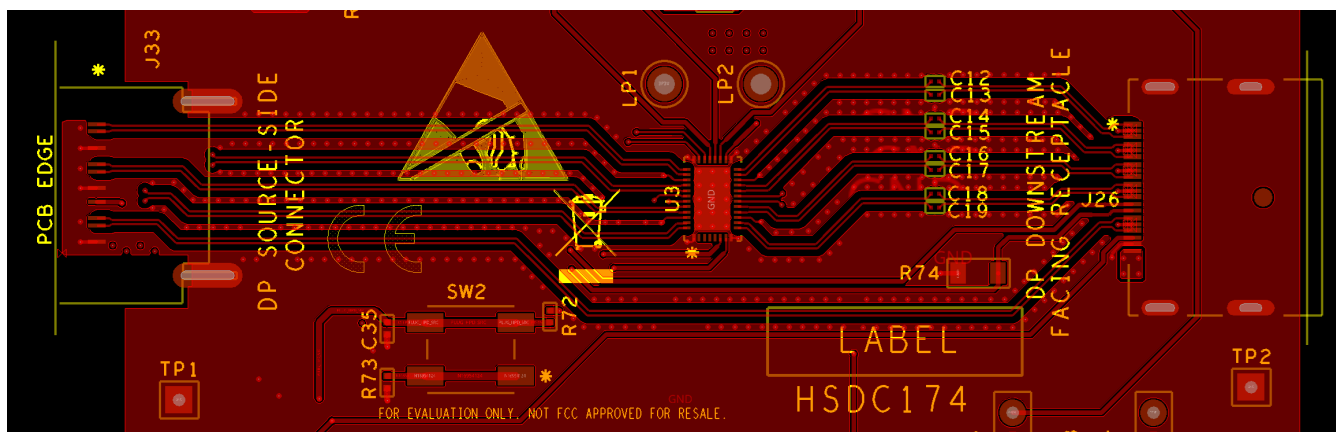 J33
PCB EDGE
DP SOURCE-SIDE
CONNECTOR
CE
LP1
LP2
U3
GND
C12
C13
C14
C15
C16
C17
C18
C19
DP DOWNSTREAM
FACING RECEPTACLE
J26
R74
GND
SW2
R72
C35
R73
TP1
LABEL
HSDC174
TP2
GND
FOR EVALUATION ONLY. NOT FCC APPROVED FOR RESALE.